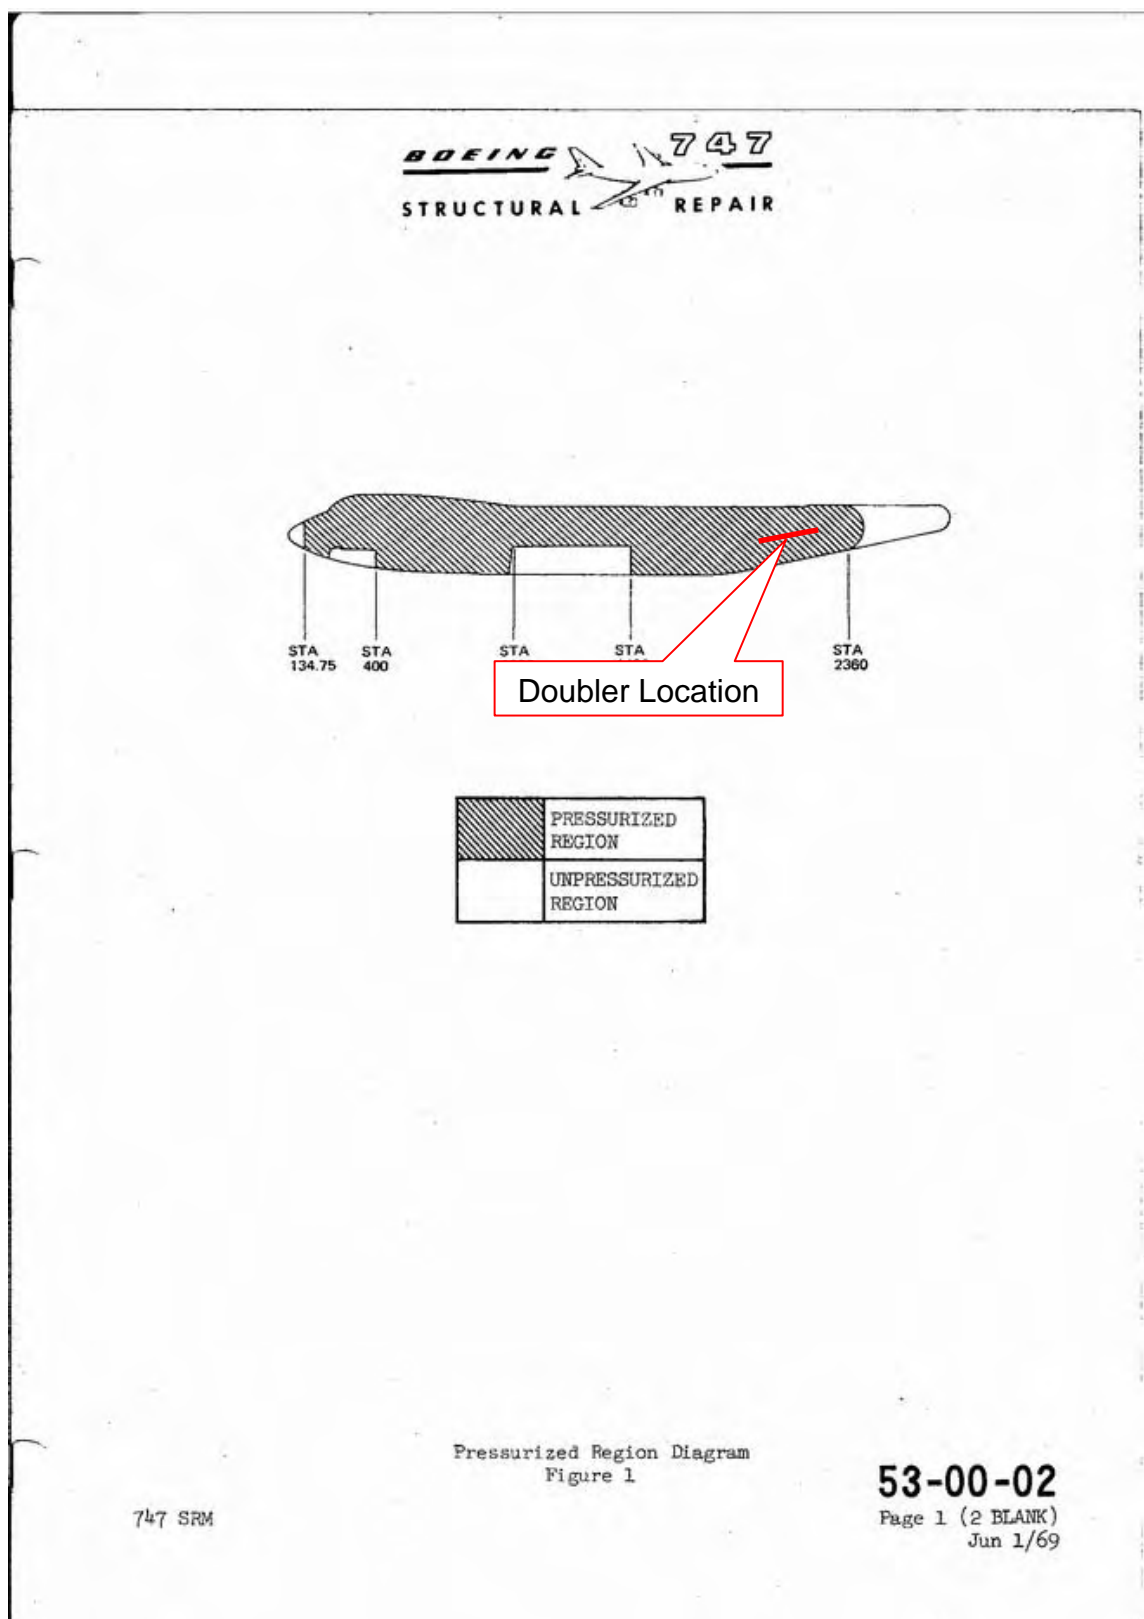 BOEING 747
STRUCTURAL REPAIR
STA
134.75
STA
400
STA
STA
STA
2360
Doubler Location
PRESSURIZED
REGION
UNPRESSURIZED
REGION
Pressurized Region Diagram
Figure 1
53-00-02
747 SRM
Page 1 (2 BLANK)
Jun 1/69